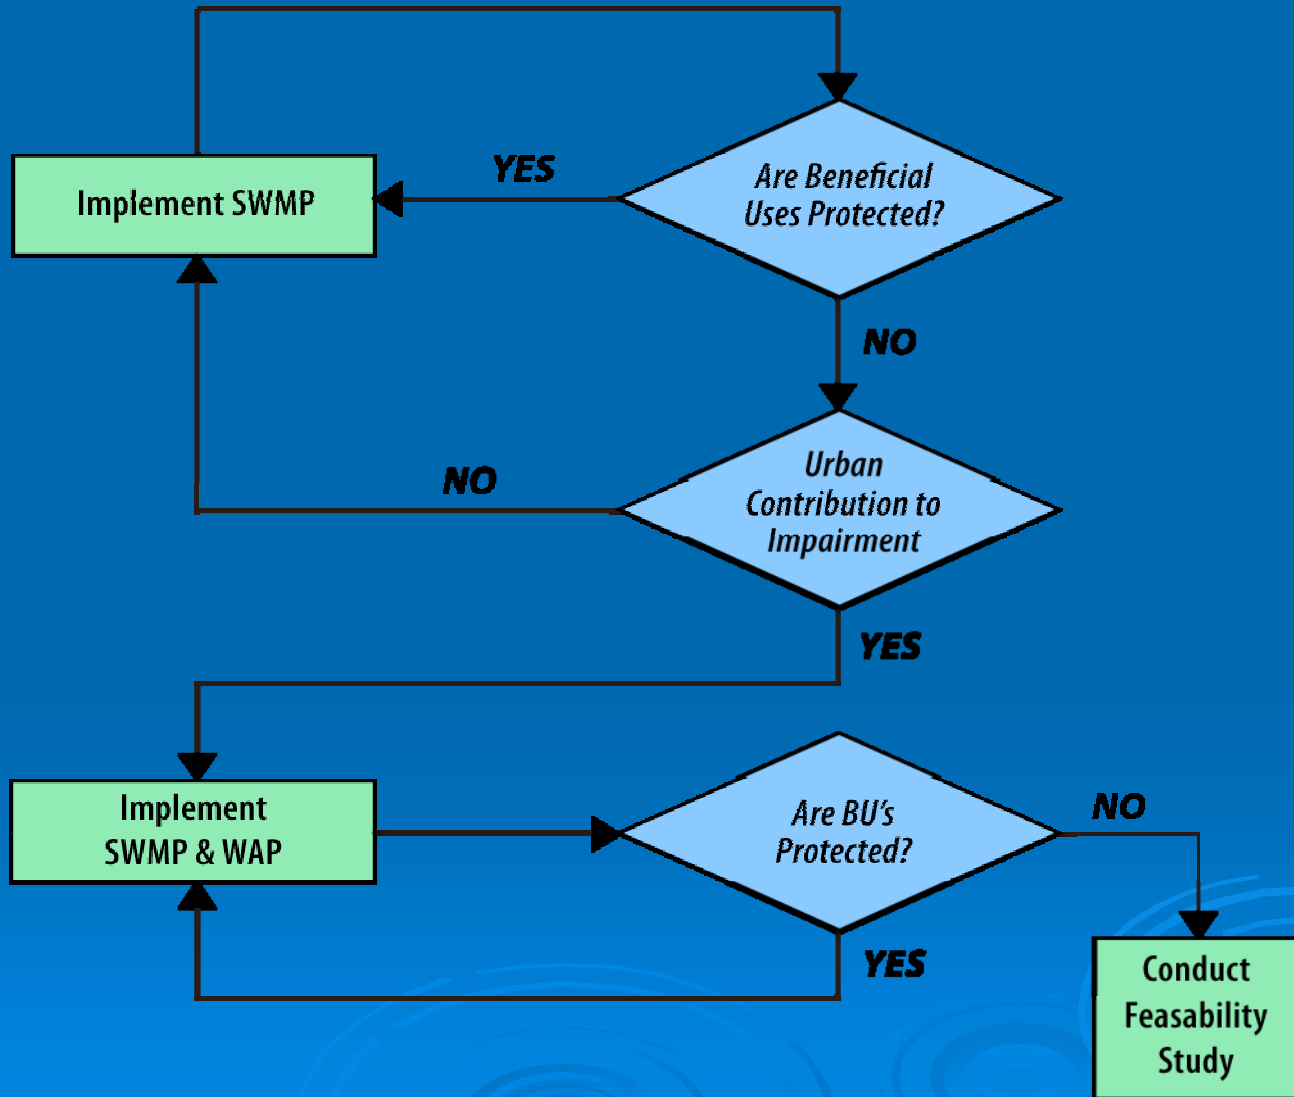 Implement SWMP
YES
Are Beneficial
Uses Protected?
NO
NO
Urban
Contribution to
Impairment
YES
Implement
SWMP & WAP
Are BU's
Protected?
NO
YES
Conduct
Feasability
Study